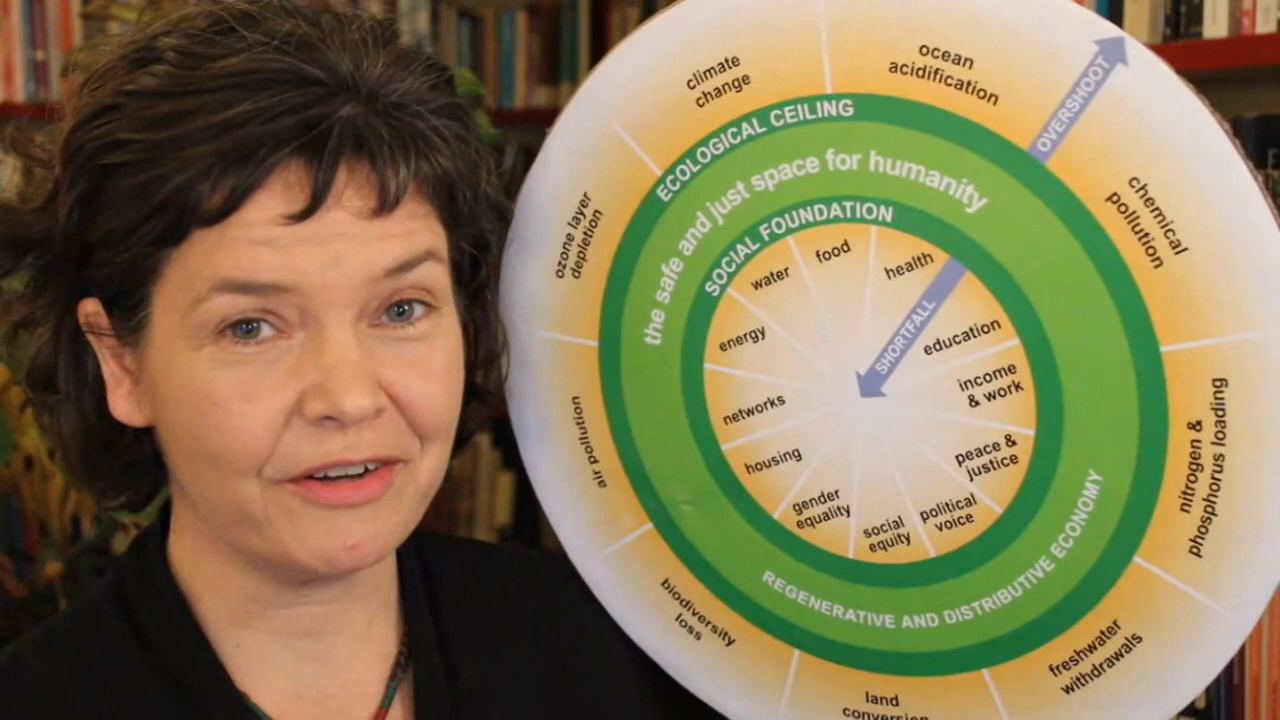 climate
change
ocean
acidification
OVERSHOOT
chemical
pollution
nitrogen &
phosphorus loading
freshwater
withdrawals
land
conversion
biodiversity
loss
air pollution
ozone layer
depletion
ECOLOGICAL CEILING
the safe and just space for humanity
SOCIAL FOUNDATION
water
food
health
SHORTFALL
education
income
& work
peace &
justice
political
voice
social
equity
gender
equality
housing
networks
energy
REGENERATIVE AND DISTRIBUTIVE ECONOMY